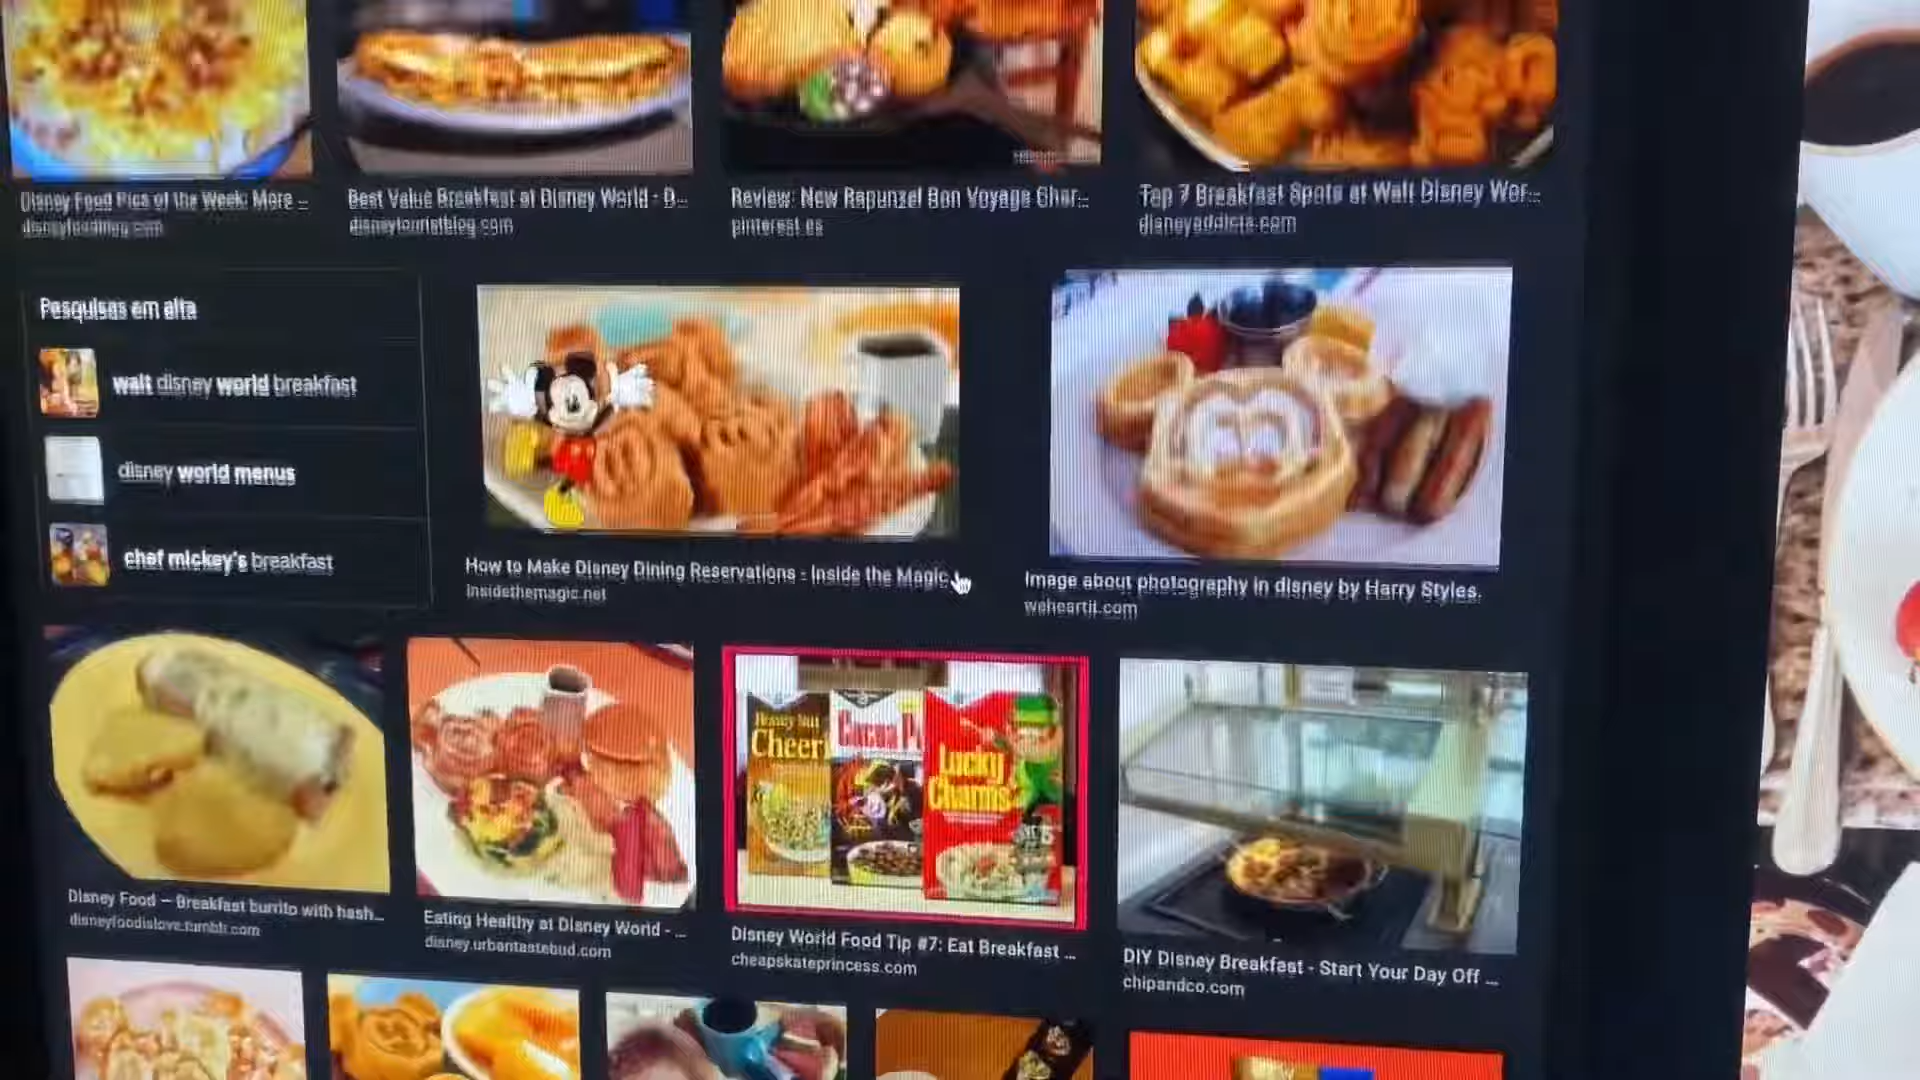 Disney Food Pics of the Week: More ...
disneyfoodblog.com
Best Value Breakfast at Disney World - D...
disneytouristblog.com
Review: New Rapunzel Bon Voyage Char...
pinterest.es
Top 7 Breakfast Spots at Walt Disney Wor...
disneyaddicts.com
Pesquisas em alta
walt disney world breakfast
disney world menus
chef mickey's breakfast
How to Make Disney Dining Reservations - Inside the Magic
insidethemagic.net
Image about photography in disney by Harry Styles.
weheartit.com
Disney Food – Breakfast burrito with hash...
disneyfoodislove.tumblr.com
Eating Healthy at Disney World - ...
disney.urbantastebud.com
Honey Nut
Cheeri
Cocoa Pu
Lucky
Charms
Disney World Food Tip #7: Eat Breakfast ...
cheapskateprincess.com
DIY Disney Breakfast - Start Your Day Off ...
chipandco.com